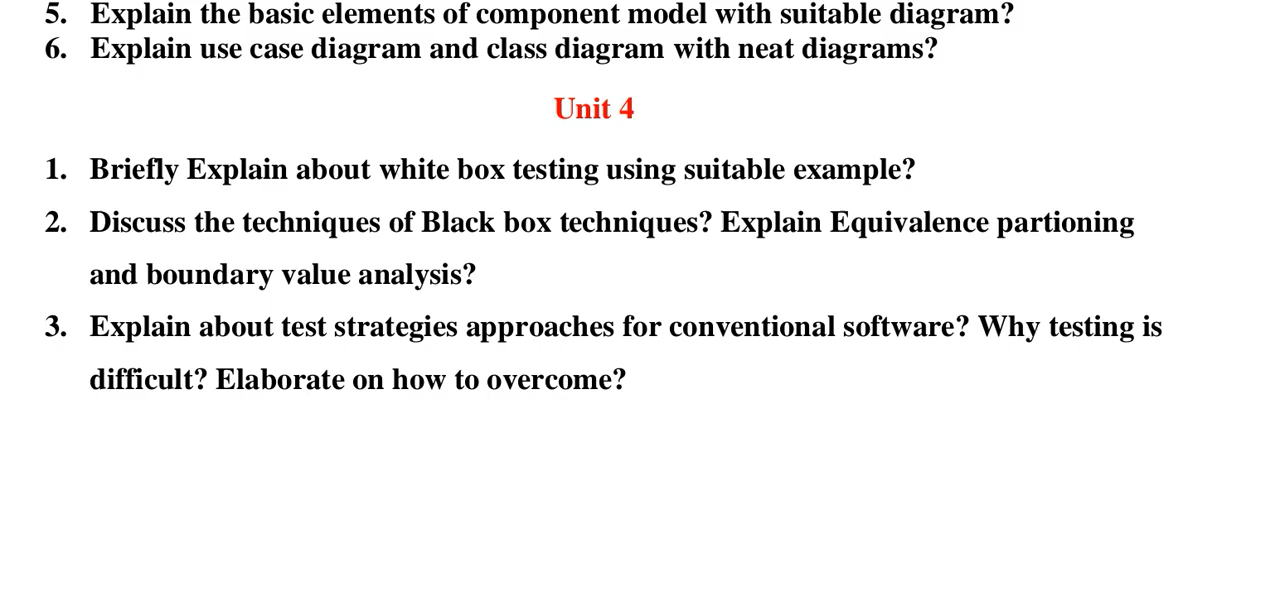 5. Explain the basic elements of component model with suitable diagram?
6. Explain use case diagram and class diagram with neat diagrams?
Unit 4
1. Briefly Explain about white box testing using suitable example?
2. Discuss the techniques of Black box techniques? Explain Equivalence partioning
and boundary value analysis?
3. Explain about test strategies approaches for conventional software? Why testing is
difficult? Elaborate on how to overcome?